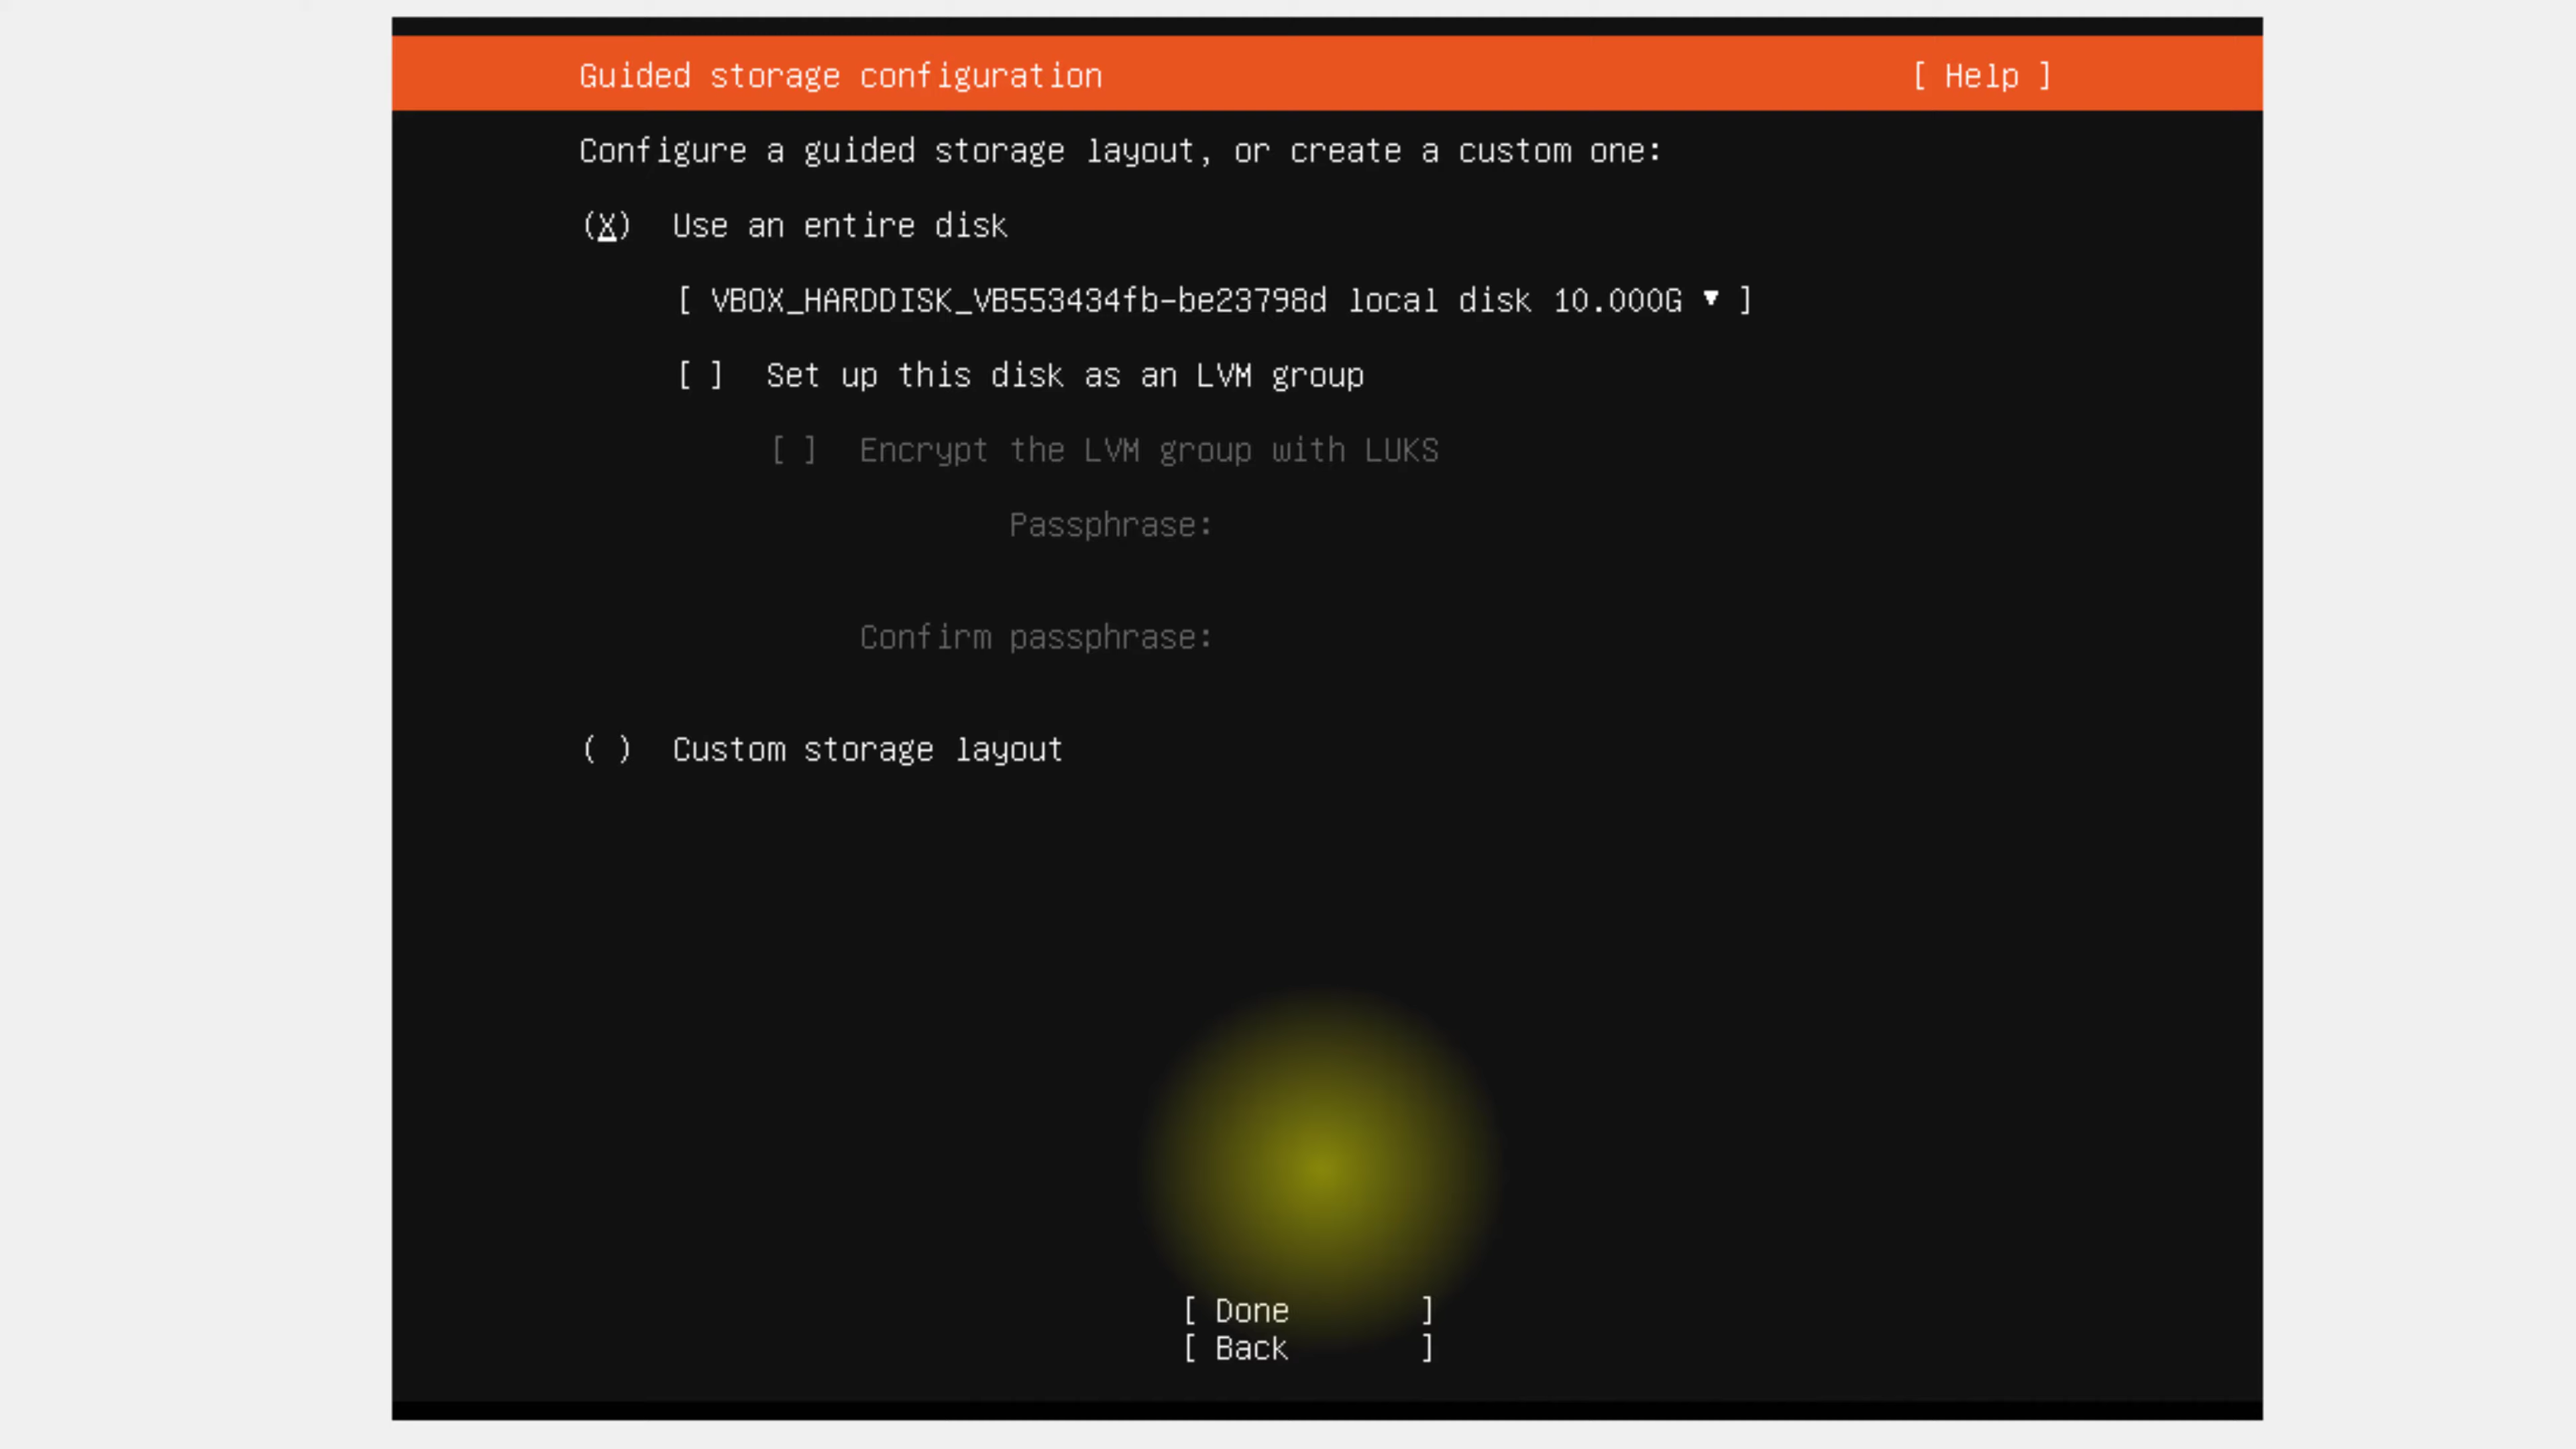 Guided storage configuration [ Help ]
Configure a guided storage layout, or create a custom one:
(X) Use an entire disk
[ VBOX_HARDDISK_VB553434fb-be23798d local disk 10.000G ▾ ]
[ ] Set up this disk as an LVM group
[ ] Encrypt the LVM group with LUKS
Passphrase:
Confirm passphrase:
( ) Custom storage layout
[ Done ]
[ Back ]